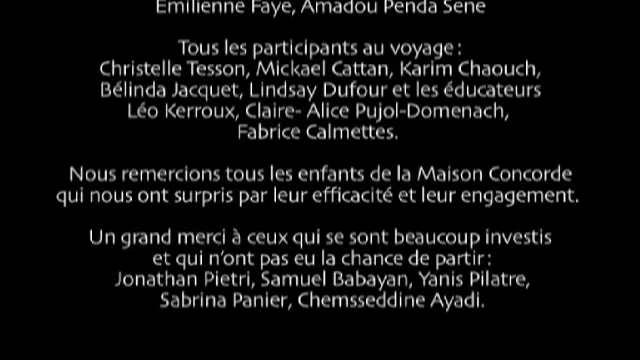 Emilienne Faye, Amadou Penda Sene
Tous les participants au voyage :
Christelle Tesson, Mickael Cattan, Karim Chaouch,
Bélinda Jacquet, Lindsay Dufour et les éducateurs
Léo Kerroux, Claire- Alice Pujol-Domenach,
Fabrice Calmettes.
Nous remercions tous les enfants de la Maison Concorde
qui nous ont surpris par leur efficacité et leur engagement.
Un grand merci à ceux qui se sont beaucoup investis
et qui n'ont pas eu la chance de partir :
Jonathan Pietri, Samuel Babayan, Yanis Pilatre,
Sabrina Panier, Chemsseddine Ayadi.